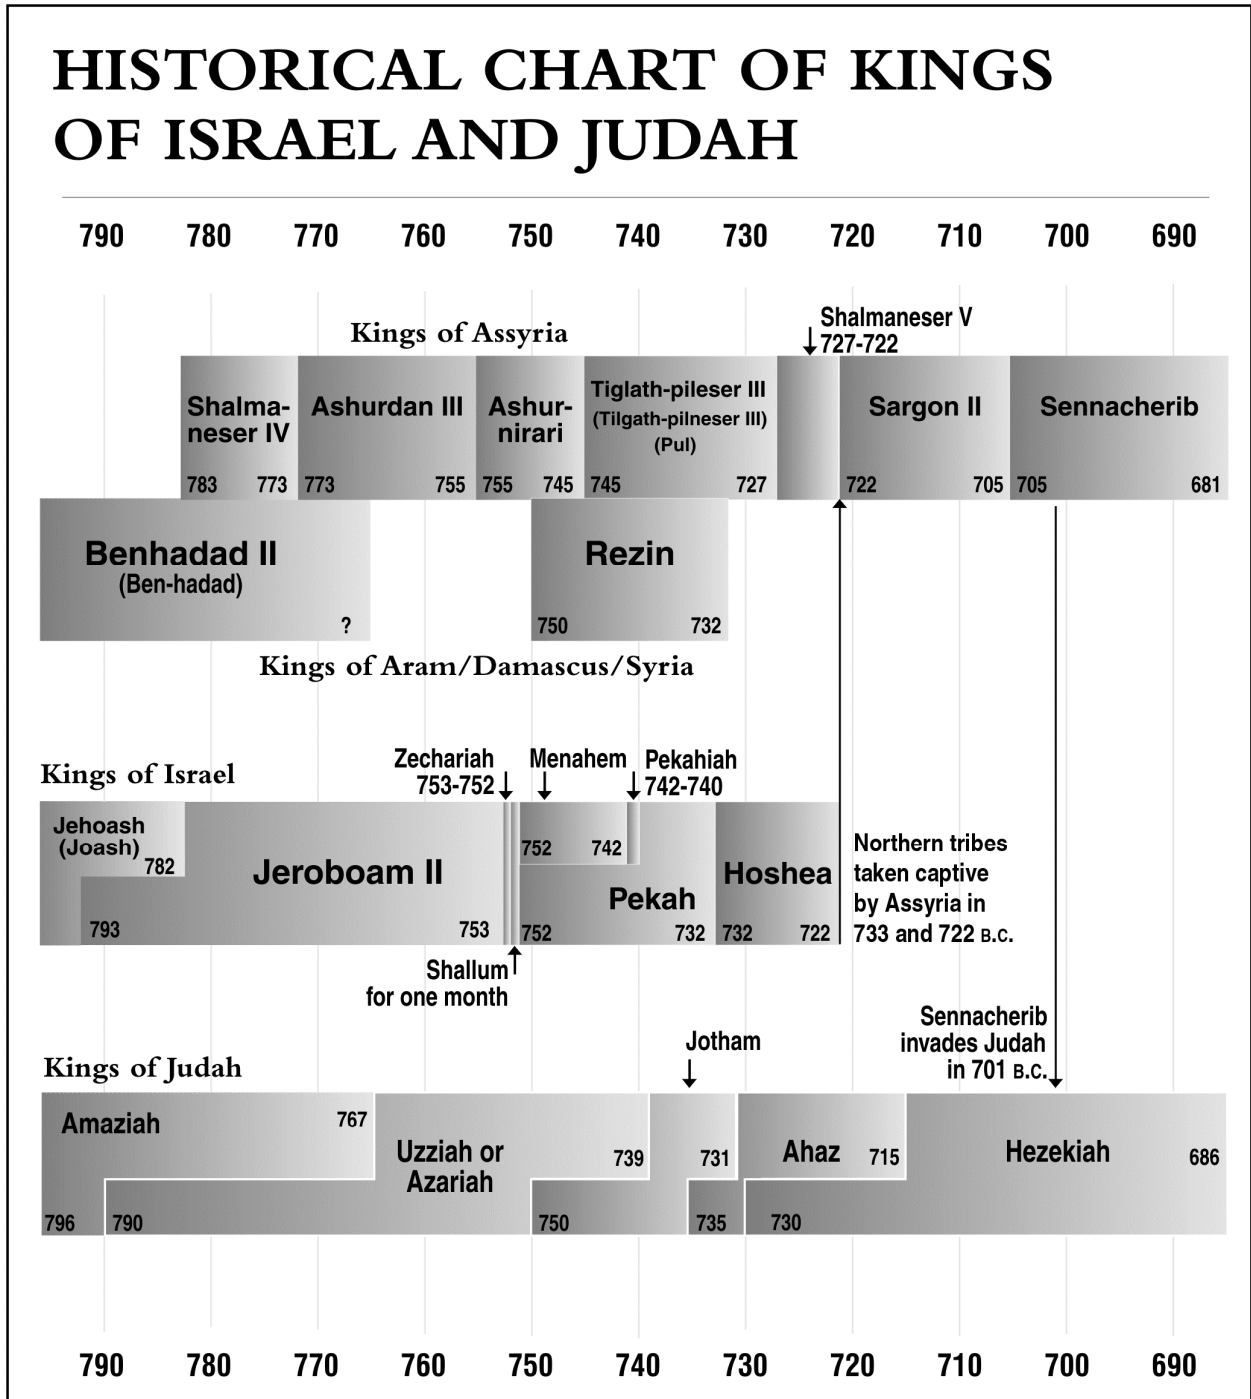 HISTORICAL CHART OF KINGS
OF ISRAEL AND JUDAH
790 780 770 760 750 740 730 720 710 700 690
Kings of Assyria
Shalmaneser V
727-722
Shalma-
neser IV
783 773
Ashurdan III
773 755
Ashur-
nirari
755 745
Tiglath-pileser III
(Tilgath-pilneser III)
(Pul)
745 727
Sargon II
722 705
Sennacherib
705 681
Benhadad II
(Ben-hadad)
?
Rezin
750 732
Kings of Aram/Damascus/Syria
Kings of Israel
Zechariah
753-752
Menahem
Pekahiah
742-740
Jehoash
(Joash)
782
Jeroboam II
793 753
752 742
Pekah
752 732
Hoshea
732 722
Northern tribes
taken captive
by Assyria in
733 and 722 B.C.
Shallum
for one month
Sennacherib
invades Judah
in 701 B.C.
Kings of Judah
Jotham
Amaziah 767
796
Uzziah or
Azariah
739
790
731
750
Ahaz 715
735
Hezekiah 686
730
790 780 770 760 750 740 730 720 710 700 690